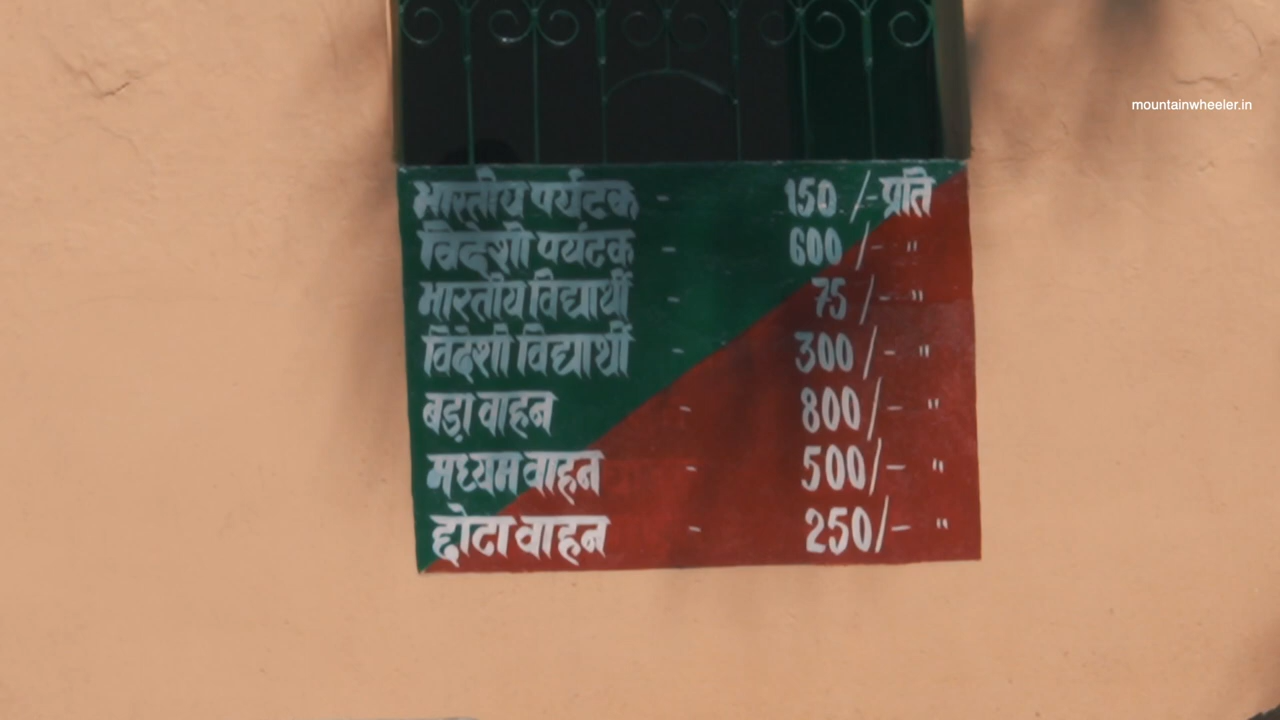 mountainwheeler.in
भारतीय पर्यटक - 150 /- प्रति
विदेशी पर्यटक - 600 /- "
भारतीय विद्यार्थी - 75 /- "
विदेशी विद्यार्थी - 300 /- "
बड़ा वाहन - 800 /- "
मध्यम वाहन - 500 /- "
छोटा वाहन - 250/- "